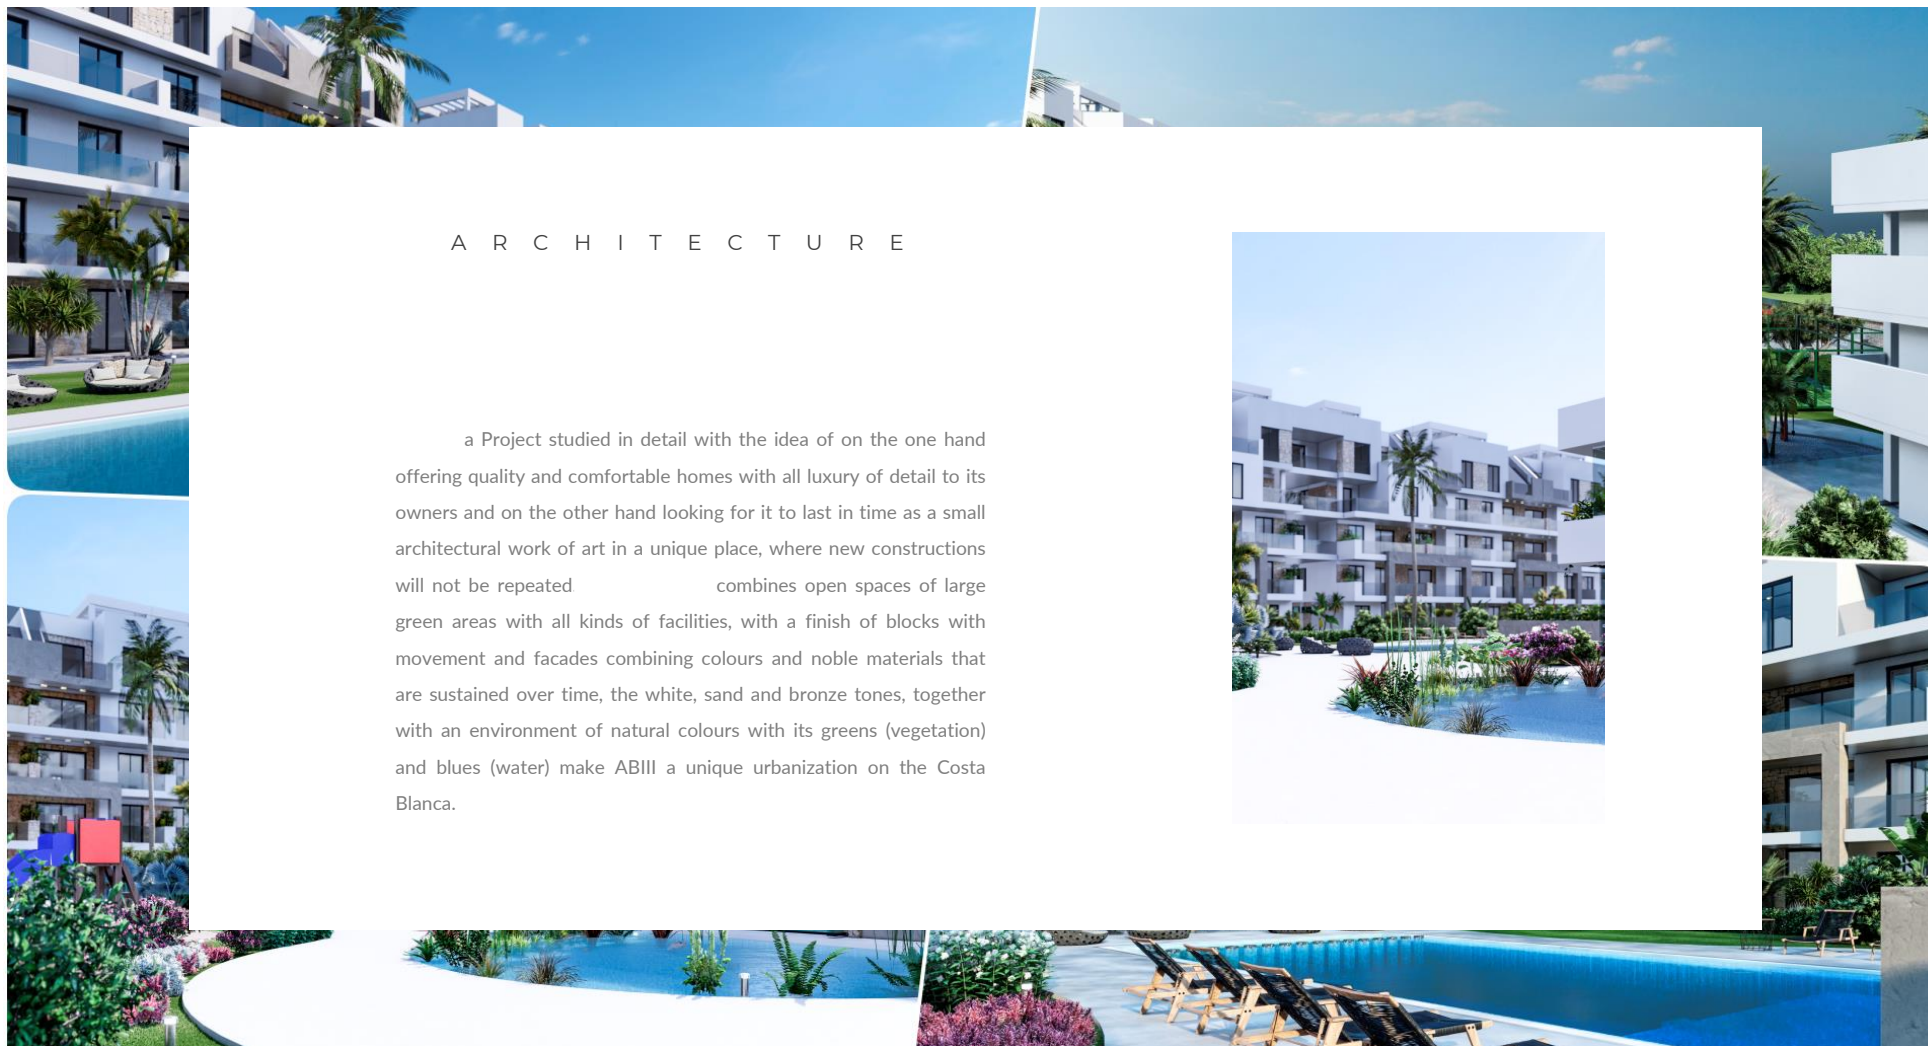 ARCHITECTURE
a Project studied in detail with the idea of on the one hand
offering quality and comfortable homes with all luxury of detail to its
owners and on the other hand looking for it to last in time as a small
architectural work of art in a unique place, where new constructions
will not be repeated. combines open spaces of large
green areas with all kinds of facilities, with a finish of blocks with
movement and facades combining colours and noble materials that
are sustained over time, the white, sand and bronze tones, together
with an environment of natural colours with its greens (vegetation)
and blues (water) make ABIII a unique urbanization on the Costa
Blanca.